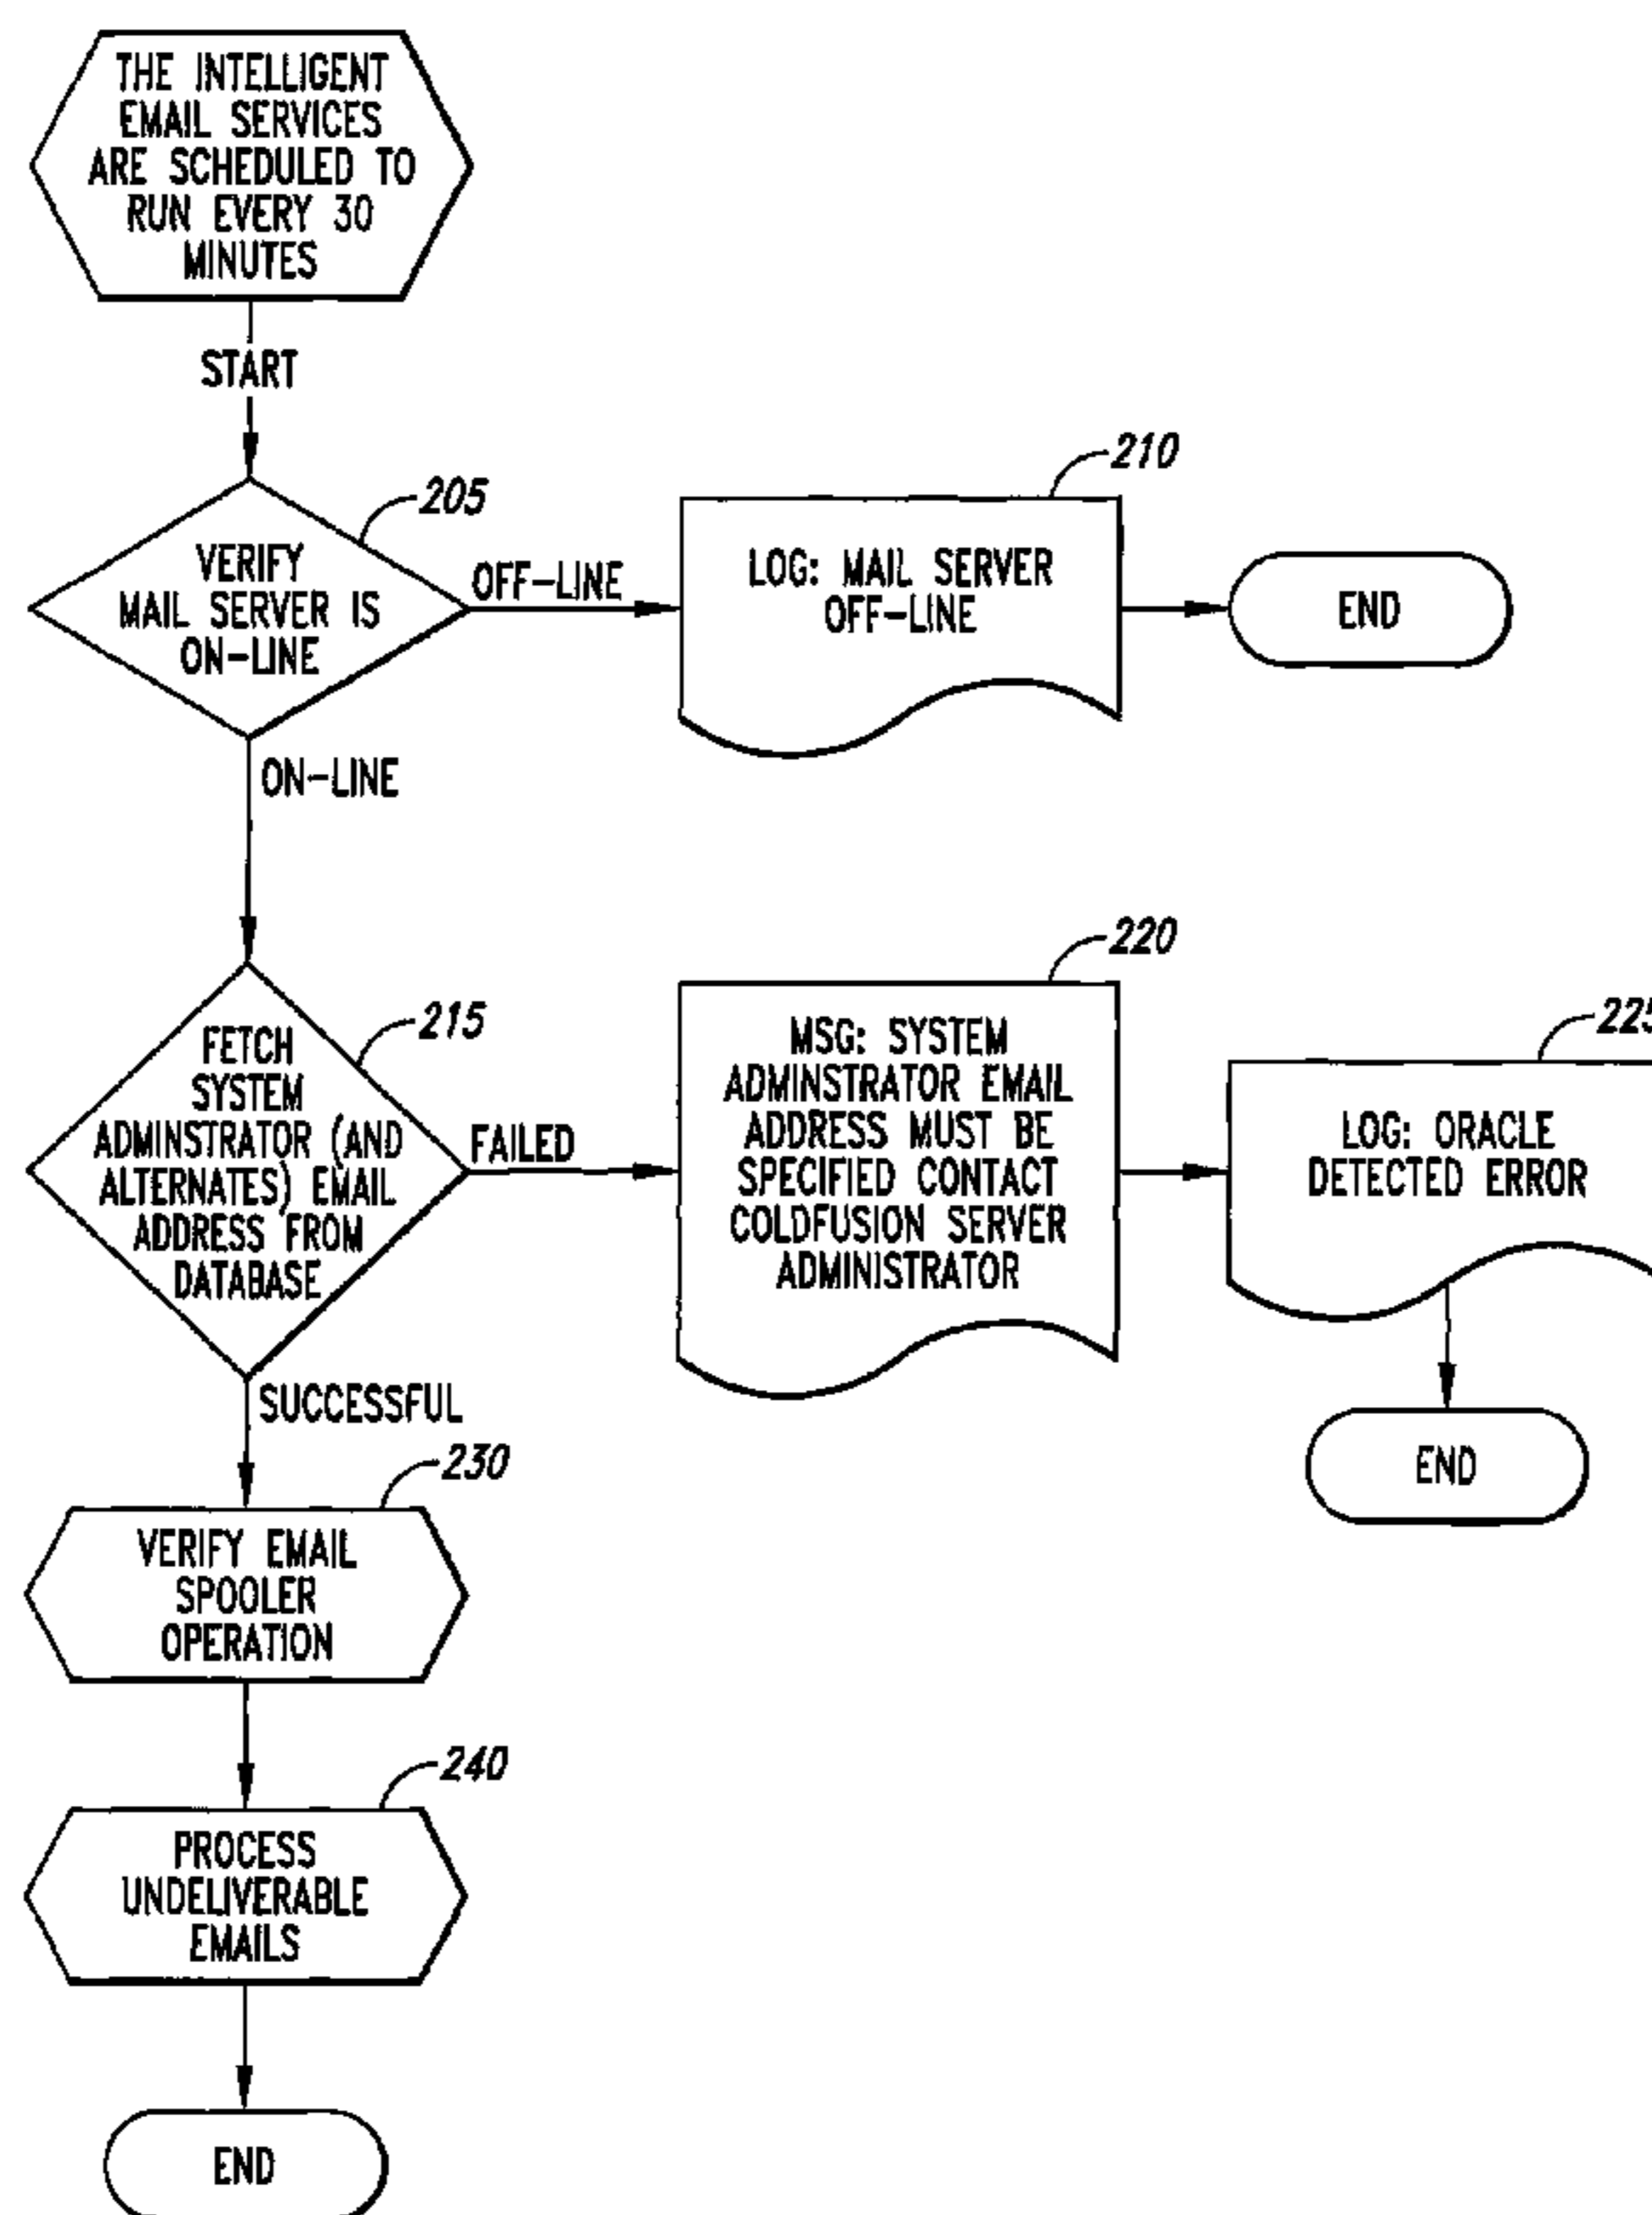 THE INTELLIGENT
EMAIL SERVICES
ARE SCHEDULED TO
RUN EVERY 30
MINUTES
START
205
VERIFY
MAIL SERVER IS
ON-LINE
OFF-LINE
210
LOG: MAIL SERVER
OFF-LINE
END
ON-LINE
215
FETCH
SYSTEM
ADMINSTRATOR (AND
ALTERNATES) EMAIL
ADDRESS FROM
DATABASE
FAILED
220
MSG: SYSTEM
ADMINSTRATOR EMAIL
ADDRESS MUST BE
SPECIFIED CONTACT
COLDFUSION SERVER
ADMINISTRATOR
225
LOG: ORACLE
DETECTED ERROR
END
SUCCESSFUL
230
VERIFY EMAIL
SPOOLER
OPERATION
240
PROCESS
UNDELIVERABLE
EMAILS
END